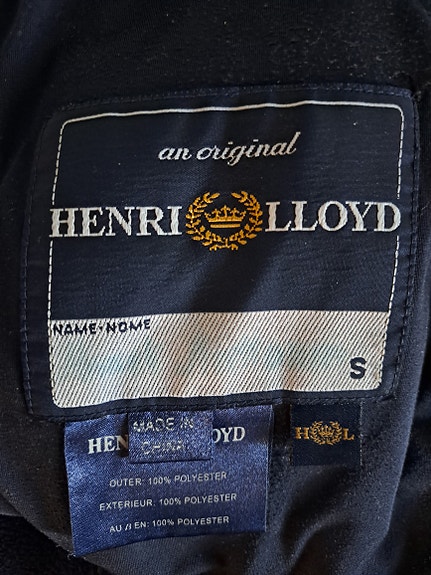 an original
HENRI LLOYD
NAME·NOME
S
MADE IN
CHINA
HEN OYD
H L
OUTER: 100% POLYESTER
EXTERIEUR: 100% POLYESTER
AU EN: 100% POLYESTER